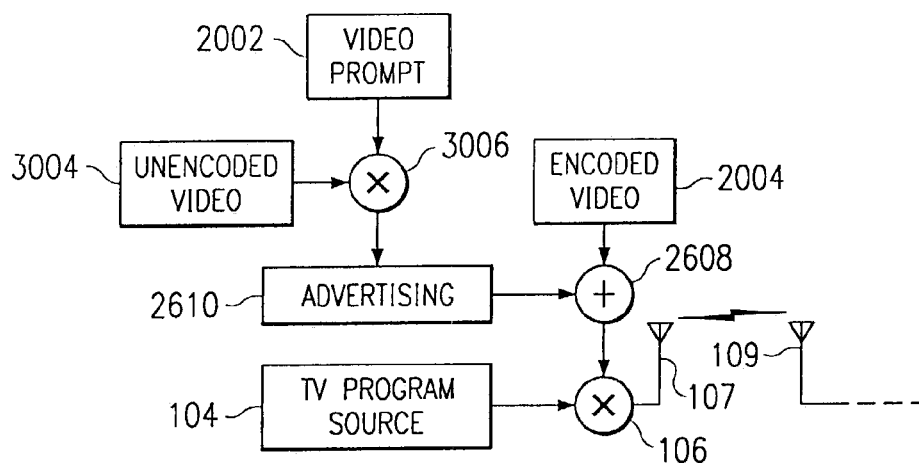 2002
VIDEO
PROMPT
3004
UNENCODED
VIDEO
×
3006
ENCODED
VIDEO
2004
2610
ADVERTISING
+
2608
104
TV PROGRAM
SOURCE
×
106
107
109